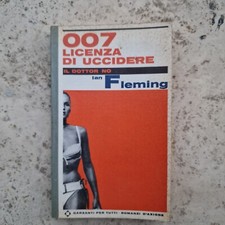 007
LICENZA
DI UCCIDERE
IL DOTTOR NO
Ian Fleming
GARZANTI PER TUTTI · ROMANZI D'AZIONE